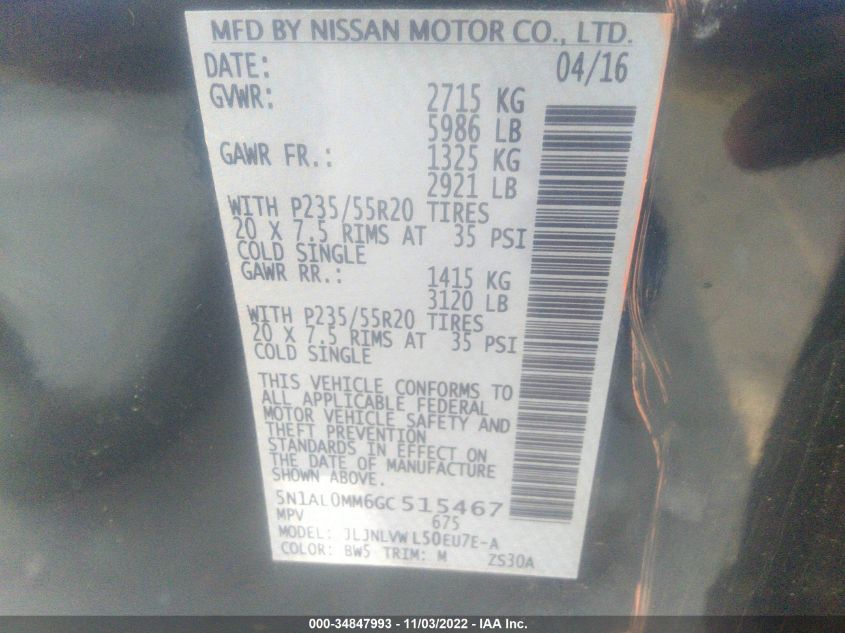 MFD BY NISSAN MOTOR CO., LTD.
DATE: 04/16
GVWR: 2715 KG
5986 LB
GAWR FR.: 1325 KG
2921 LB
WITH P235/55R20 TIRES
20 X 7.5 RIMS AT 35 PSI
COLD SINGLE
GAWR RR.: 1415 KG
3120 LB
WITH P235/55R20 TIRES
20 X 7.5 RIMS AT 35 PSI
COLD SINGLE
THIS VEHICLE CONFORMS TO
ALL APPLICABLE FEDERAL
MOTOR VEHICLE SAFETY AND
THEFT PREVENTION
STANDARDS IN EFFECT ON
THE DATE OF MANUFACTURE
SHOWN ABOVE.
5N1AL0MM6GC515467
MPV 675
MODEL: JLJNLVWL50EU7E-A
COLOR: BW5 TRIM: M ZS30A
000-34847993 - 11/03/2022 - IAA Inc.